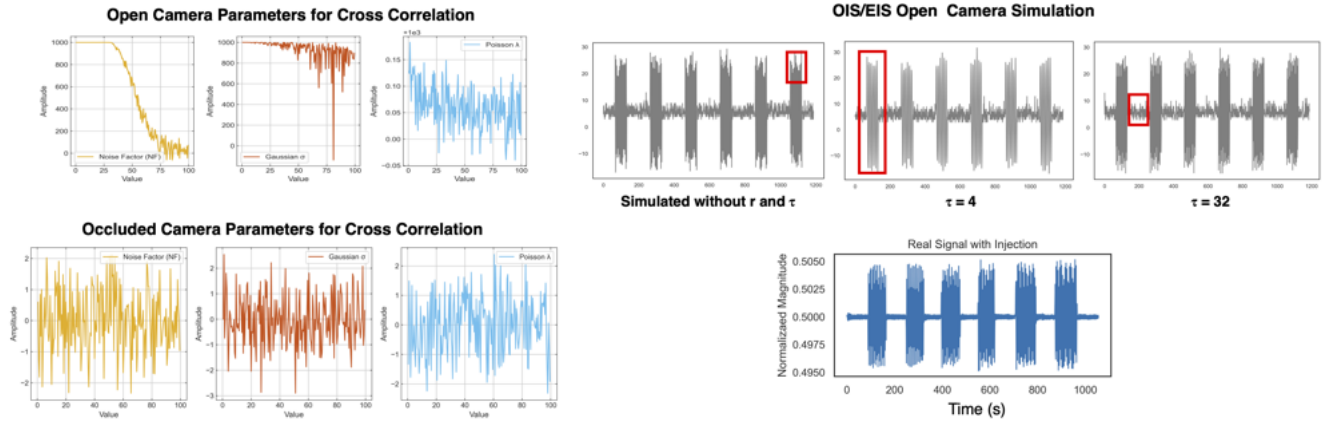 Open Camera Parameters for Cross Correlation
+1e3
1000
800
600
400
200
0
Amplitude
Noise Factor (NF)
0 25 50 75 100
Value
1000
800
600
400
200
0
Amplitude
Gaussian σ
0 25 50 75 100
Value
0.15
0.10
0.05
0.00
−0.05
Amplitude
Poisson λ
0 25 50 75 100
Value
OIS/EIS Open Camera Simulation
30
20
10
0
−10
0 200 400 600 800 1000 1200
Simulated without r and τ
30
20
10
0
−10
0 200 400 600 800 1000 1200
τ = 4
30
20
10
0
−10
0 200 400 600 800 1000 1200
τ = 32
Occluded Camera Parameters for Cross Correlation
2
1
0
−1
−2
Amplitude
Noise Factor (NF)
0 20 40 60 80 100
Value
2
1
0
−1
−2
−3
Amplitude
Gaussian σ
0 20 40 60 80 100
Value
2
1
0
−1
−2
Amplitude
Poisson λ
0 20 40 60 80 100
Value
Real Signal with Injection
0.5050
0.5025
0.5000
0.4975
0.4950
Normalizaed Magnitude
0 200 400 600 800 1000
Time (s)